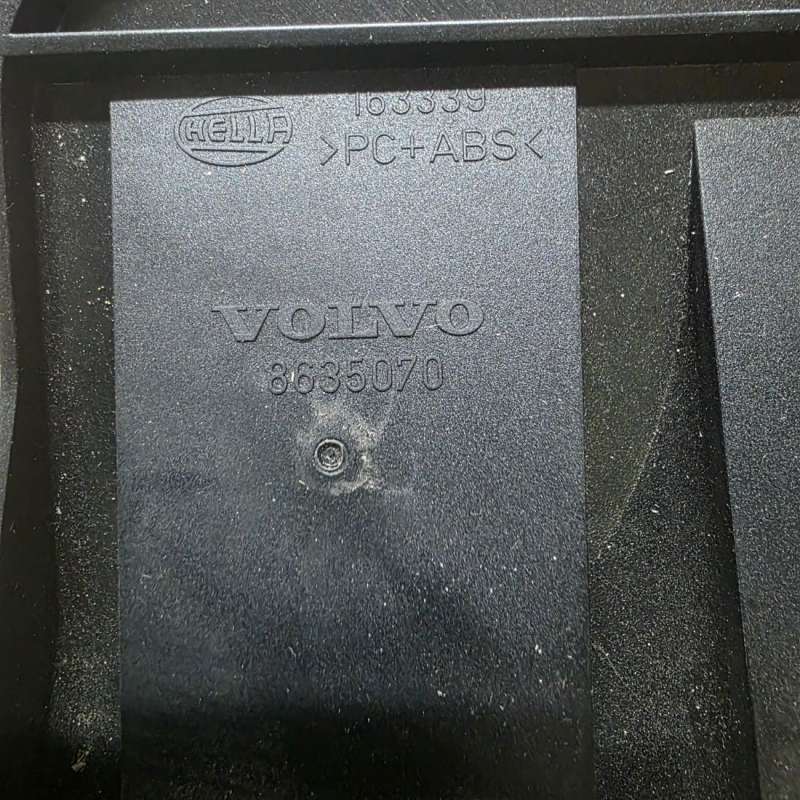 HELLA
163339
>PC+ABS<
VOLVO
8635070